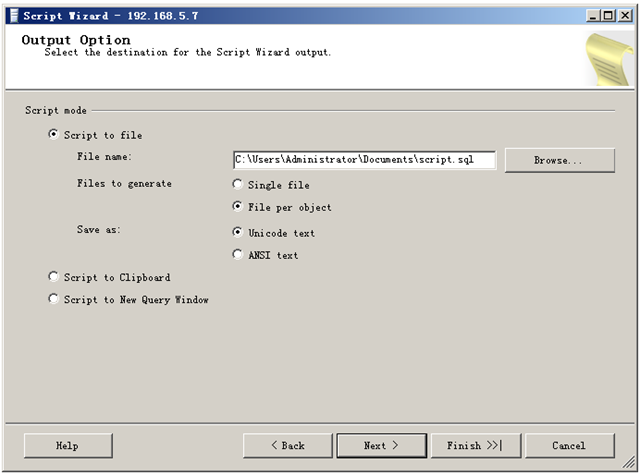 Script Wizard - 192.168.5.7
Output Option
Select the destination for the Script Wizard output.
Script mode
Script to file
File name: C:\Users\Administrator\Documents\script.sql Browse...
Files to generate Single file
File per object
Save as: Unicode text
ANSI text
Script to Clipboard
Script to New Query Window
Help < Back Next > Finish >>| Cancel